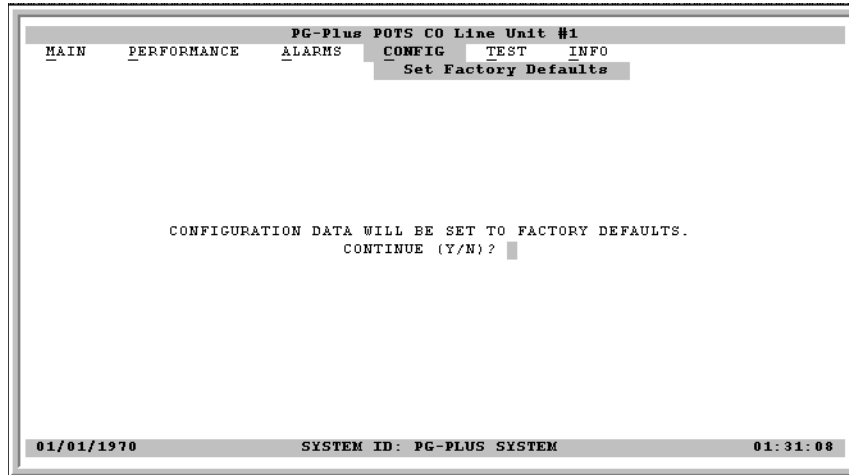 PG-Plus POTS CO Line Unit #1
MAIN PERFORMANCE ALARMS CONFIG TEST INFO
Set Factory Defaults
CONFIGURATION DATA WILL BE SET TO FACTORY DEFAULTS.
CONTINUE (Y/N)?
01/01/1970 SYSTEM ID: PG-PLUS SYSTEM 01:31:08